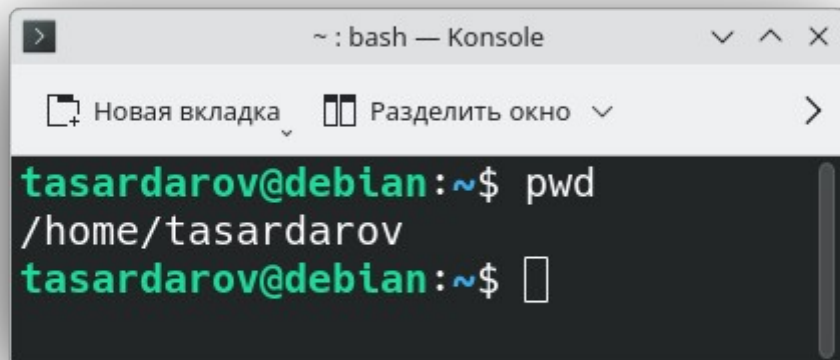 ~ : bash — Konsole
Новая вкладка Разделить окно
tasardarov@debian:~$ pwd
/home/tasardarov
tasardarov@debian:~$